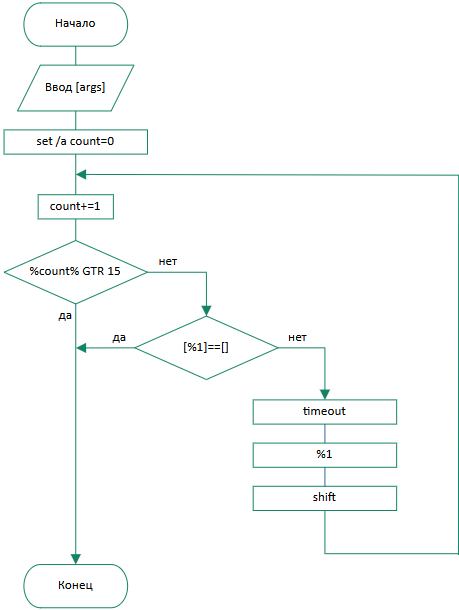 Начало
Ввод [args]
set /a count=0
count+=1
%count% GTR 15
нет
да
да
[%1]==[]
нет
timeout
%1
shift
Конец